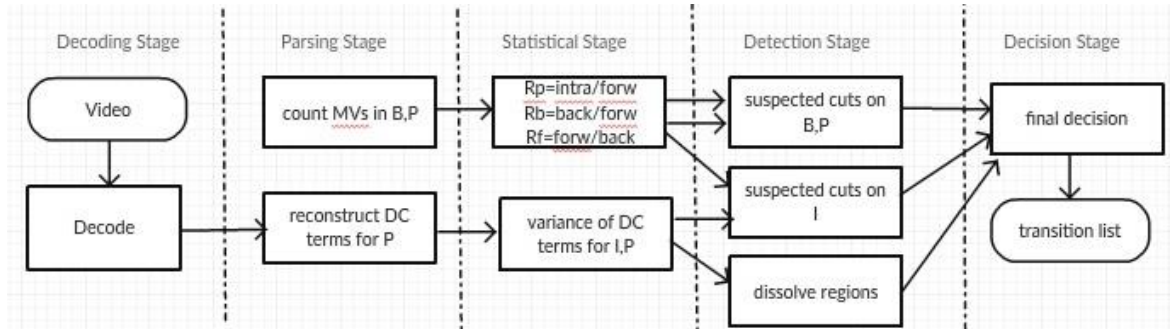 Decoding Stage
Parsing Stage
Statistical Stage
Detection Stage
Decision Stage
Video
Decode
count MVs in B,P
reconstruct DC
terms for P
Rp=intra/forw
Rb=back/forw
Rf=forw/back
variance of DC
terms for I,P
suspected cuts on
B,P
suspected cuts on
I
dissolve regions
final decision
transition list